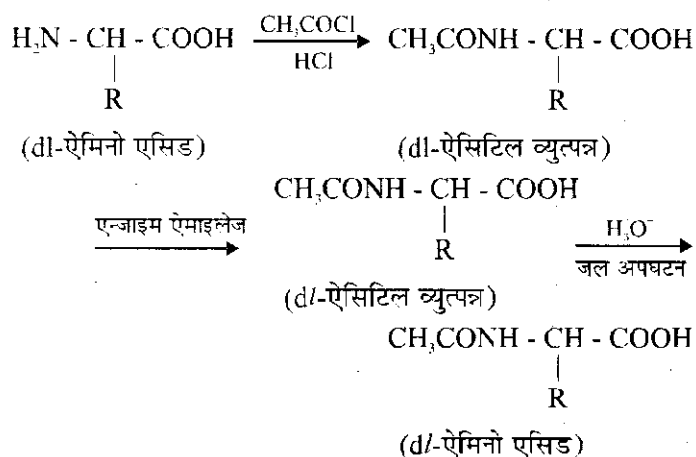 H₂N - CH - COOH CH₃COCl CH₃CONH - CH - COOH
HCl
R R
(dl-ऐमिनो एसिड) (dl-ऐसिटिल व्युत्पन्न)
CH₃CONH - CH - COOH
एन्जाइम ऐमाइलेज H₃O⁻
R जल अपघटन
(dl-ऐसिटिल व्युत्पन्न)
CH₃CONH - CH - COOH
R
(dl-ऐमिनो एसिड)